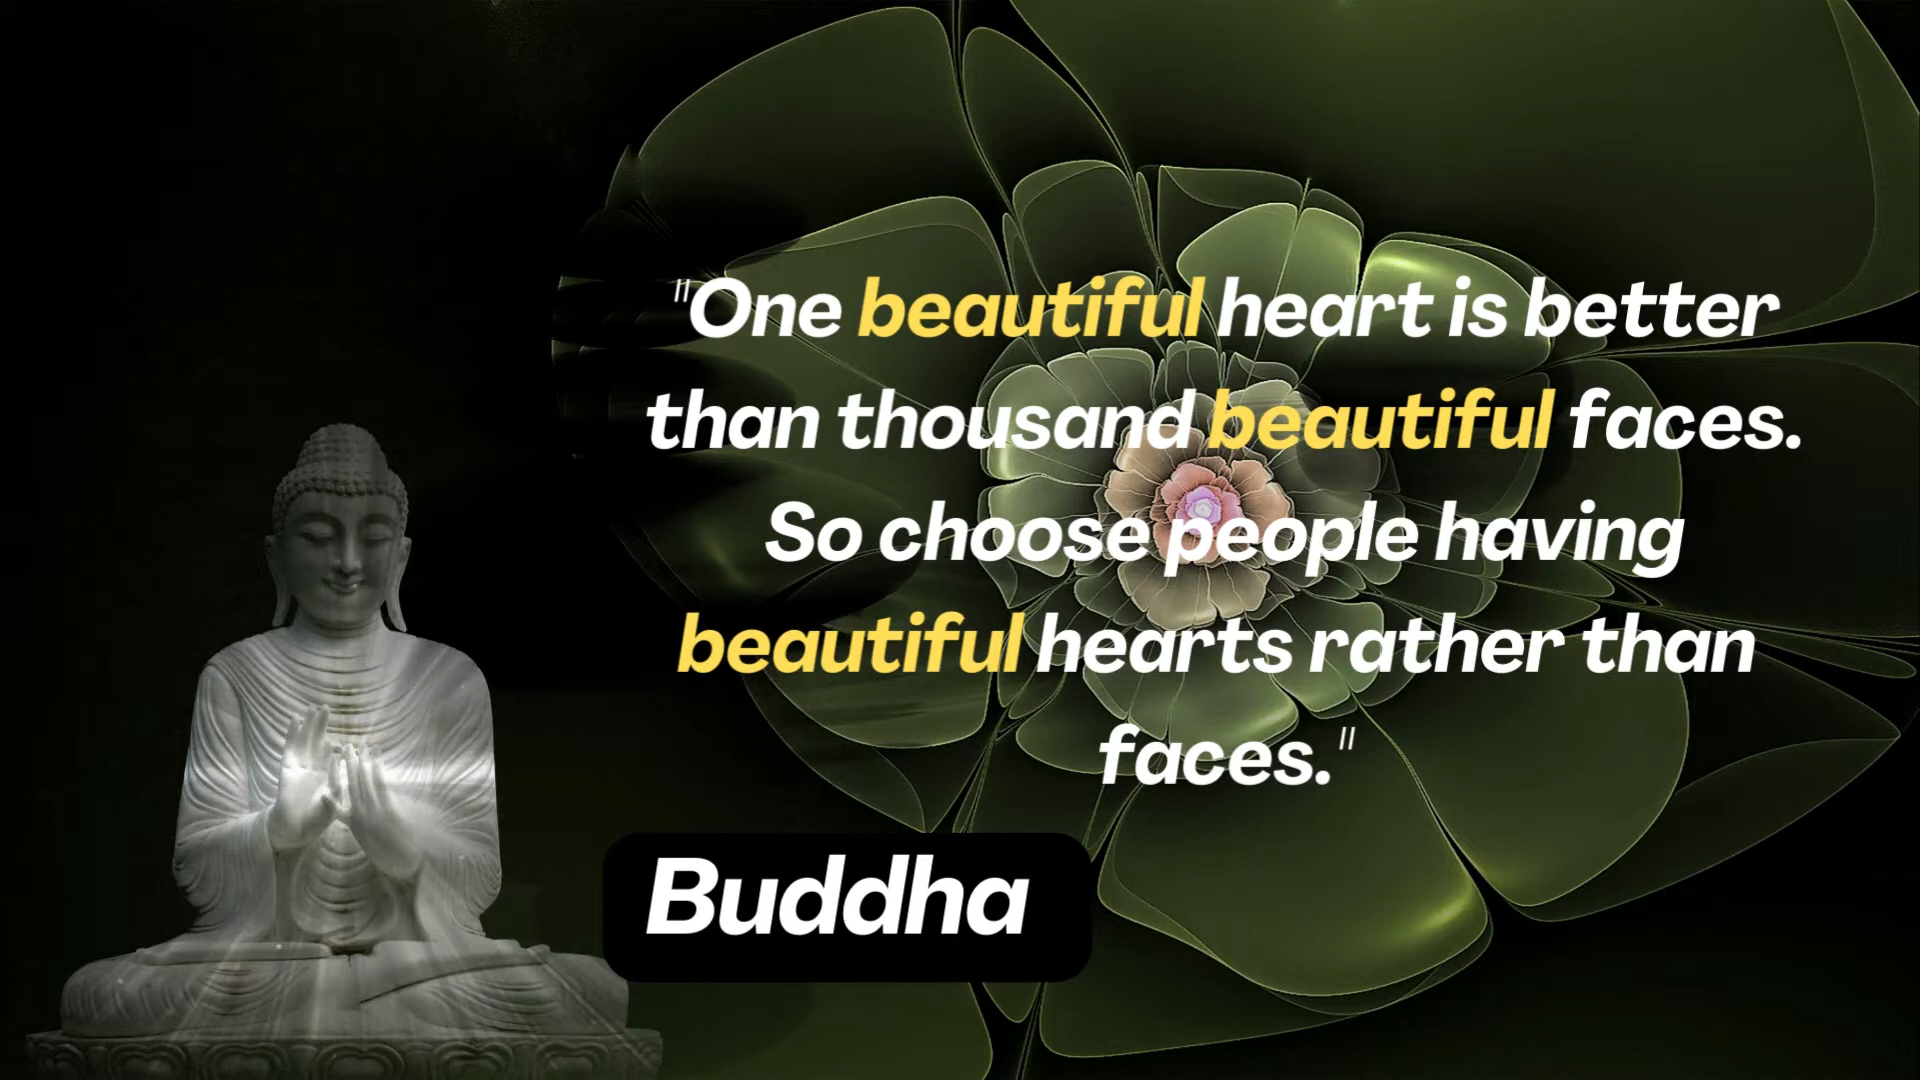 "One beautiful heart is better
than thousand beautiful faces.
So choose people having
beautiful hearts rather than
faces."
Buddha